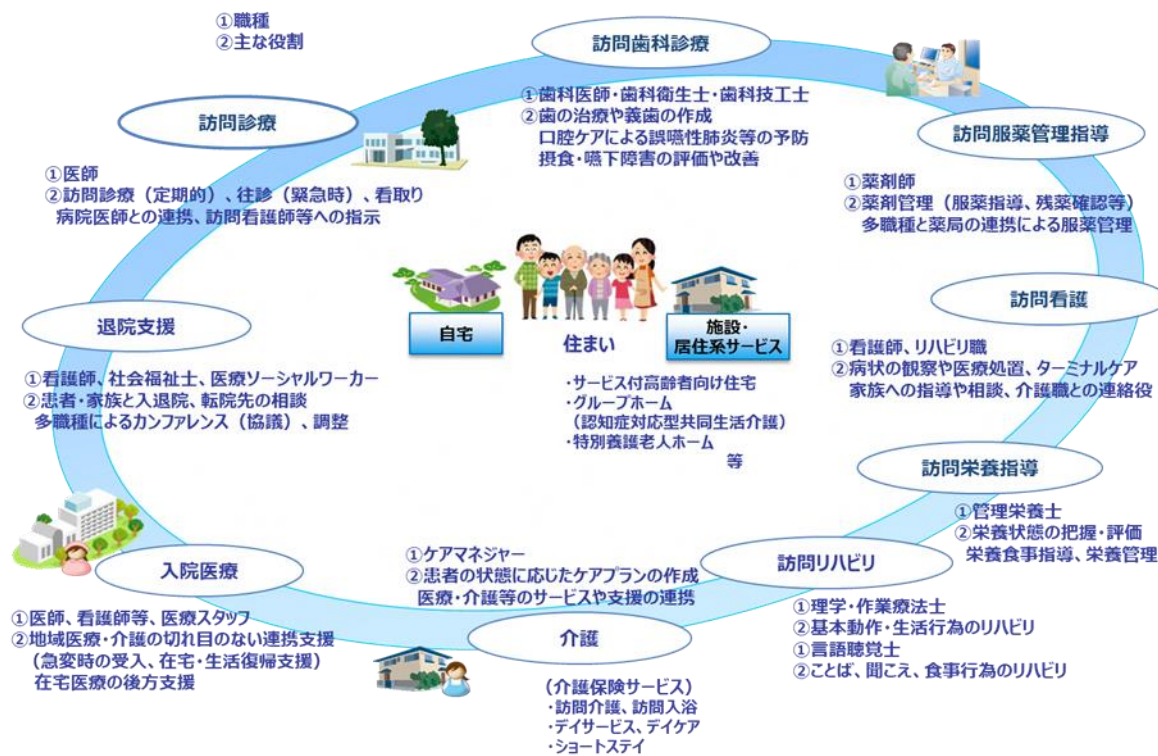 ①職種
②主な役割
訪問歯科診療
①歯科医師・歯科衛生士・歯科技工士
②歯の治療や義歯の作成
口腔ケアによる誤嚥性肺炎等の予防
摂食・嚥下障害の評価や改善
訪問診療
①医師
②訪問診療（定期的）、往診（緊急時）、看取り
病院医師との連携、訪問看護師等への指示
訪問服薬管理指導
①薬剤師
②薬剤管理（服薬指導、残薬確認等）
多職種と薬局の連携による服薬管理
訪問看護
①看護師、リハビリ職
②病状の観察や医療処置、ターミナルケア
家族への指導や相談、介護職との連絡役
自宅
住まい
施設・
居住系サービス
・サービス付高齢者向け住宅
・グループホーム
（認知症対応型共同生活介護）
・特別養護老人ホーム
等
退院支援
①看護師、社会福祉士、医療ソーシャルワーカー
②患者・家族と入退院、転院先の相談
多職種によるカンファレンス（協議）、調整
訪問栄養指導
①管理栄養士
②栄養状態の把握・評価
栄養食事指導、栄養管理
訪問リハビリ
①理学・作業療法士
②基本動作・生活行為のリハビリ
①言語聴覚士
②ことば、聞こえ、食事行為のリハビリ
入院医療
①医師、看護師等、医療スタッフ
②地域医療・介護の切れ目のない連携支援
（急変時の受入、在宅・生活復帰支援）
在宅医療の後方支援
①ケアマネジャー
②患者の状態に応じたケアプランの作成
医療・介護等のサービスや支援の連携
介護
（介護保険サービス）
・訪問介護、訪問入浴
・デイサービス、デイケア
・ショートステイ